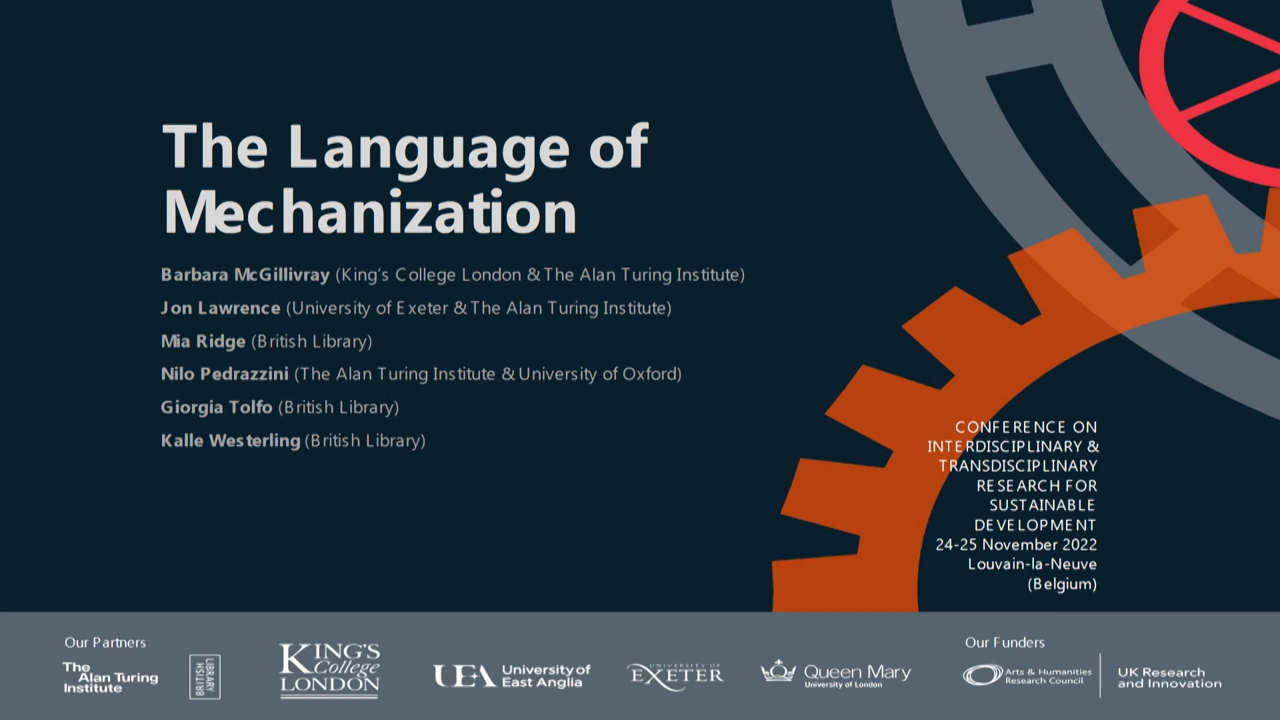 The Language of
Mechanization
Barbara McGillivray (King's College London & The Alan Turing Institute)
Jon Lawrence (University of Exeter & The Alan Turing Institute)
Mia Ridge (British Library)
Nilo Pedrazzini (The Alan Turing Institute & University of Oxford)
Giorgia Tolfo (British Library)
Kalle Westerling (British Library)
CONFERENCE ON
INTERDISCIPLINARY &
TRANSDISCIPLINARY
RESEARCH FOR
SUSTAINABLE
DEVELOPMENT
24-25 November 2022
Louvain-la-Neuve
(Belgium)
Our Partners
The
Alan Turing
Institute
BRITISH
LIBRARY
KING'S
College
LONDON
UEA University of
East Anglia
UNIVERSITY OF
EXETER
Queen Mary
University of London
Our Funders
Arts & Humanities
Research Council
UK Research
and Innovation